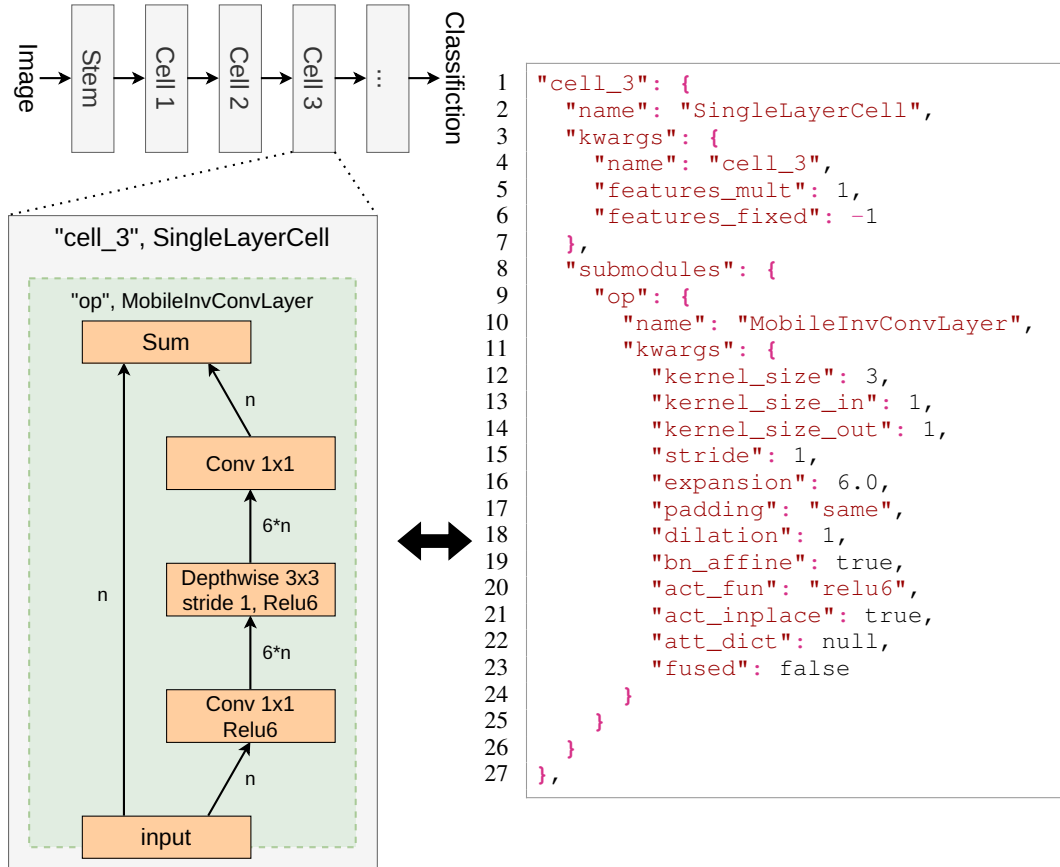 Image
Stem
Cell 1
Cell 2
Cell 3
...
Classifiction
"cell_3", SingleLayerCell
"op", MobileInvConvLayer
Sum
n
Conv 1x1
6*n
Depthwise 3x3
stride 1, Relu6
n
6*n
Conv 1x1
Relu6
n
input
1 "cell_3": {
2 "name": "SingleLayerCell",
3 "kwargs": {
4 "name": "cell_3",
5 "features_mult": 1,
6 "features_fixed": -1
7 },
8 "submodules": {
9 "op": {
10 "name": "MobileInvConvLayer",
11 "kwargs": {
12 "kernel_size": 3,
13 "kernel_size_in": 1,
14 "kernel_size_out": 1,
15 "stride": 1,
16 "expansion": 6.0,
17 "padding": "same",
18 "dilation": 1,
19 "bn_affine": true,
20 "act_fun": "relu6",
21 "act_inplace": true,
22 "att_dict": null,
23 "fused": false
24 }
25 }
26 }
27 },